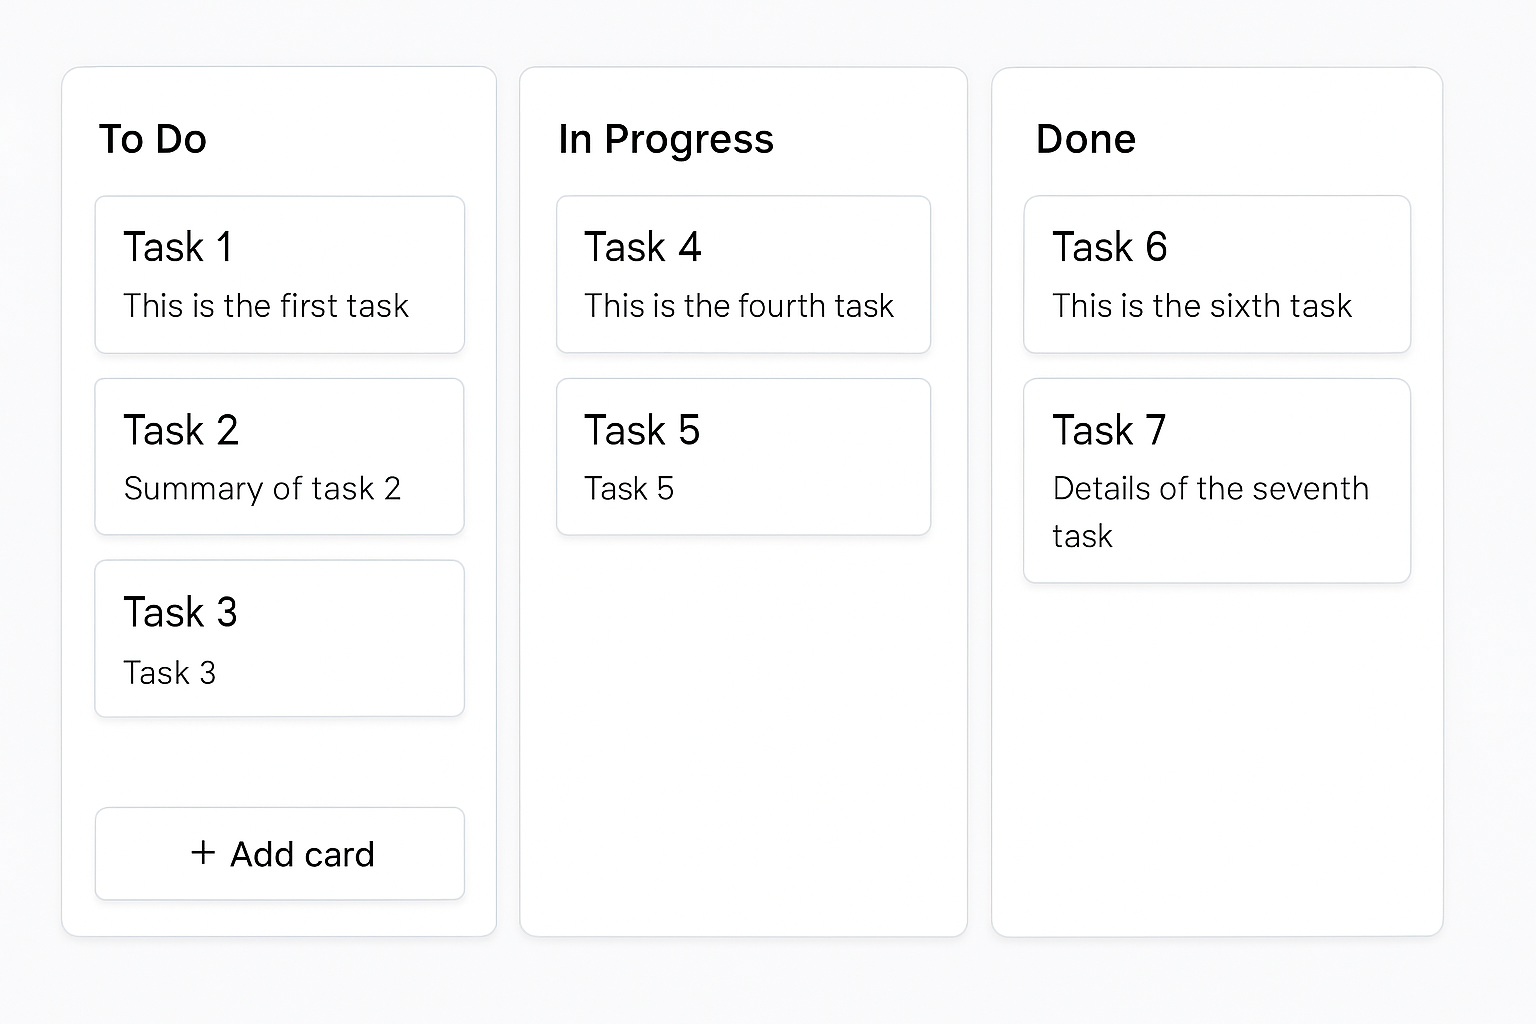 To Do
Task 1
This is the first task
Task 2
Summary of task 2
Task 3
Task 3
+ Add card
In Progress
Task 4
This is the fourth task
Task 5
Task 5
Done
Task 6
This is the sixth task
Task 7
Details of the seventh
task